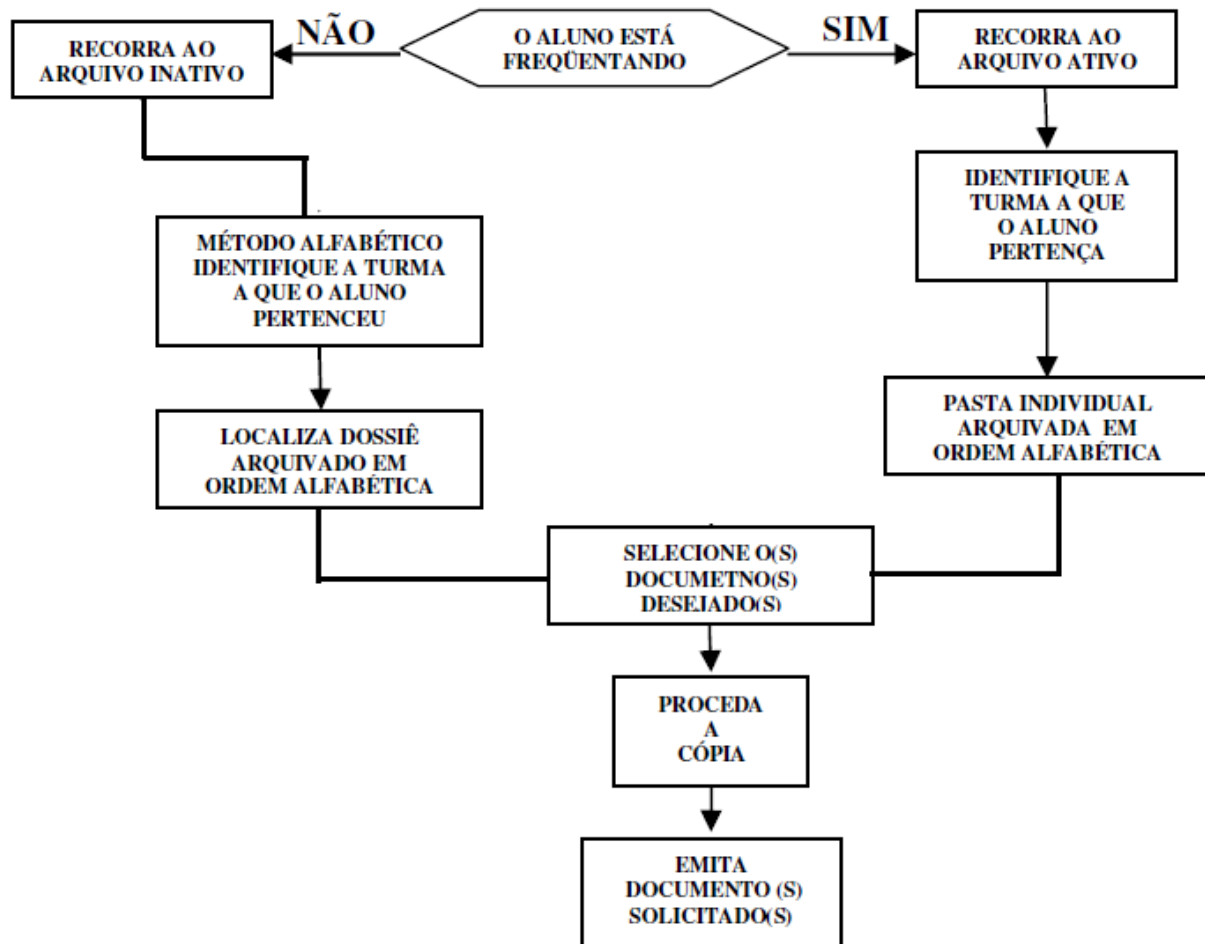 NÃO
O ALUNO ESTÁ
FREQÜENTANDO
SIM
RECORRA AO
ARQUIVO INATIVO
RECORRA AO
ARQUIVO ATIVO
IDENTIFIQUE A
TURMA A QUE
O ALUNO
PERTENÇA
MÉTODO ALFABÉTICO
IDENTIFIQUE A TURMA
A QUE O ALUNO
PERTENCEU
PASTA INDIVIDUAL
ARQUIVADA EM
ORDEM ALFABÉTICA
LOCALIZA DOSSIÊ
ARQUIVADO EM
ORDEM ALFABÉTICA
SELECIONE O(S)
DOCUMETNO(S)
DESEJADO(S)
PROCEDA
A
CÓPIA
EMITA
DOCUMENTO (S)
SOLICITADO(S)